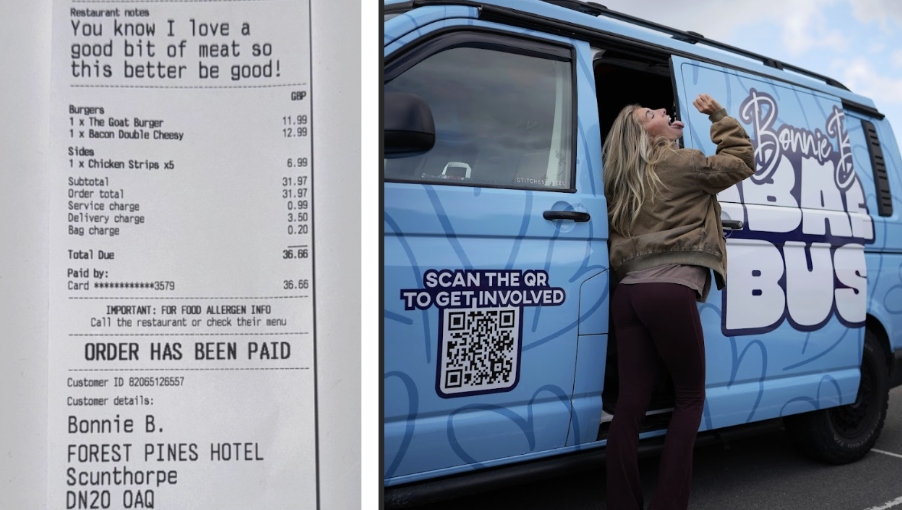 Restaurant notes
You know I love a
good bit of meat so
this better be good!
GBP
Burgers
1 x The Goat Burger 11.99
1 x Bacon Double Cheesy 12.99
Sides
1 x Chicken Strips x5 6.99
Subtotal 31.97
Order total 31.97
Service charge 0.99
Delivery charge 3.50
Bag charge 0.20
Total Due 36.66
Paid by:
Card ************3579 36.66
IMPORTANT: FOR FOOD ALLERGEN INFO
Call the restaurant or check their menu
ORDER HAS BEEN PAID
Customer ID 82065126557
Customer details:
Bonnie B.
FOREST PINES HOTEL
Scunthorpe
DN20 0AQ
Bonnie B
BUS
SCAN THE QR
TO GET INVOLVED